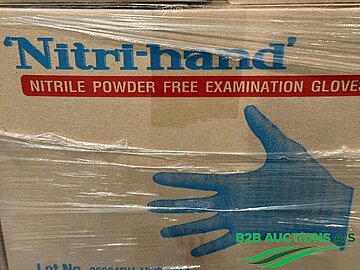 'Nitri-hand'
NITRILE POWDER FREE EXAMINATION GLOVES
B2B AUCTIONS A/S
Lot No.